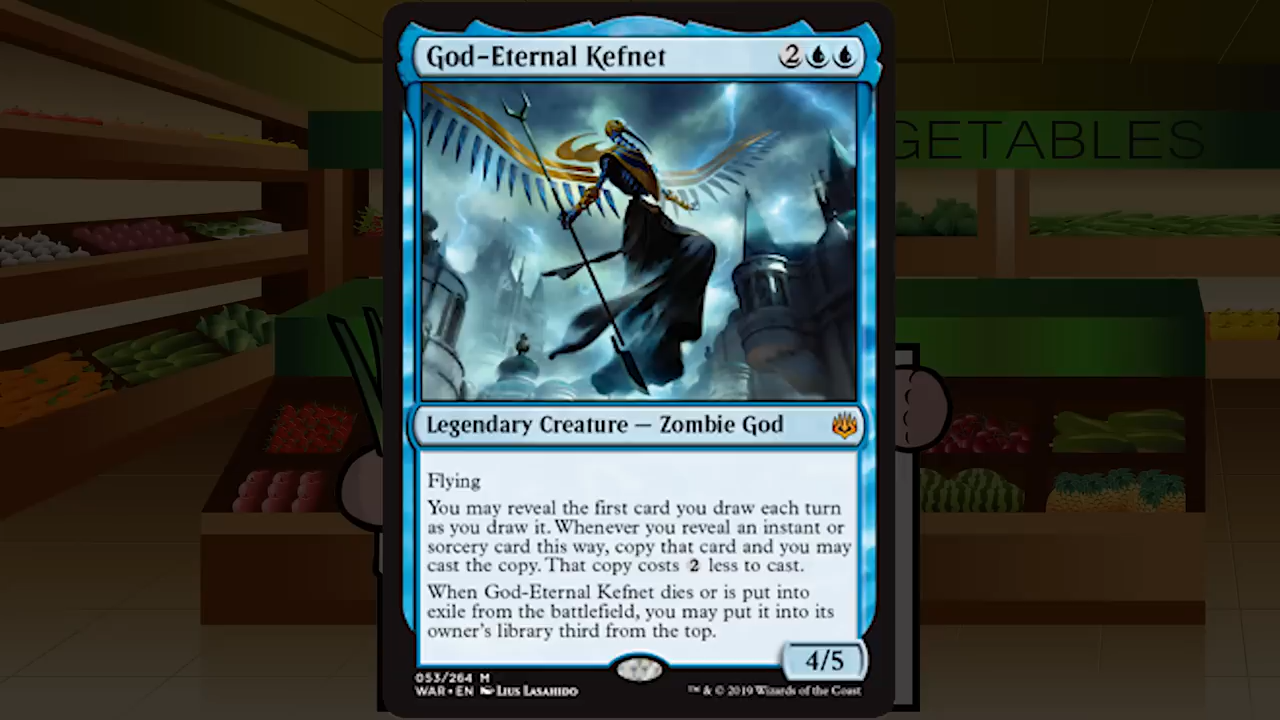 God-Eternal Kefnet 2
GETABLES
Legendary Creature — Zombie God
Flying
You may reveal the first card you draw each turn
as you draw it. Whenever you reveal an instant or
sorcery card this way, copy that card and you may
cast the copy. That copy costs 2 less to cast.
When God-Eternal Kefnet dies or is put into
exile from the battlefield, you may put it into its
owner's library third from the top.
4/5
053/264 M
WAR • EN Lius Lasahido
™ & © 2019 Wizards of the Coast